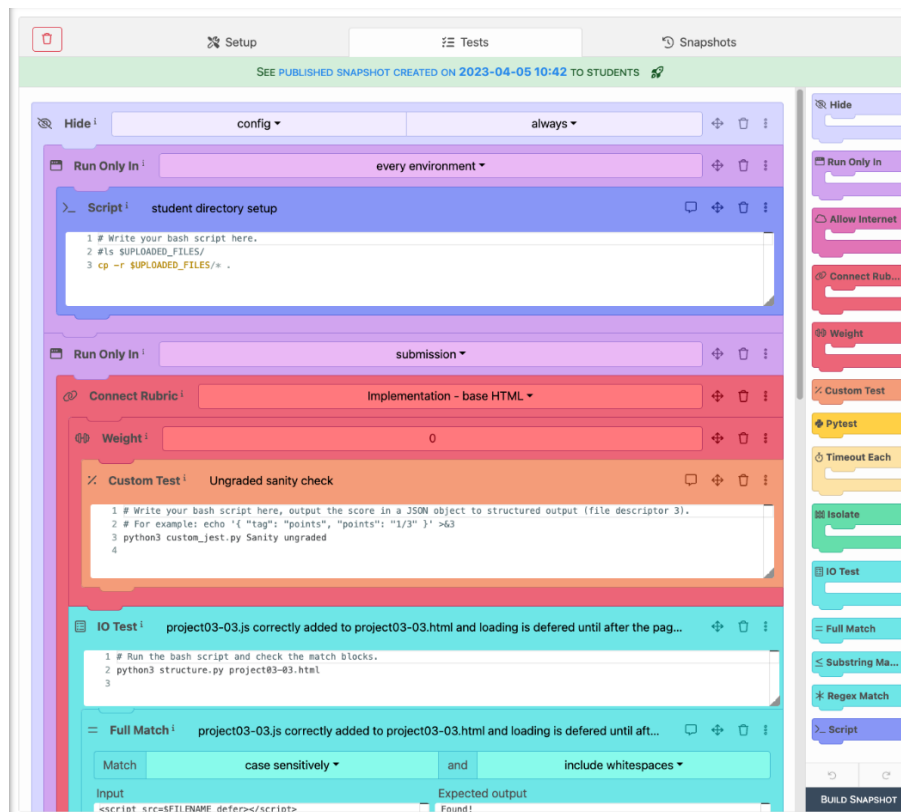 Setup
Tests
Snapshots
SEE PUBLISHED SNAPSHOT CREATED ON 2023-04-05 10:42 TO STUDENTS
Hide i
config
always
Run Only In i
every environment
Script i
student directory setup
1 # Write your bash script here.
2 #ls $UPLOADED_FILES/
3 cp -r $UPLOADED_FILES/* .
Run Only In i
submission
Connect Rubric i
Implementation - base HTML
Weight i
0
Custom Test i
Ungraded sanity check
1 # Write your bash script here, output the score in a JSON object to structured output (file descriptor 3).
2 # For example: echo '{ "tag": "points", "points": "1/3" }' >&3
3 python3 custom_jest.py Sanity ungraded
4
IO Test i
project03-03.js correctly added to project03-03.html and loading is defered until after the pag...
1 # Run the bash script and check the match blocks.
2 python3 structure.py project03-03.html
3
Full Match i
project03-03.js correctly added to project03-03.html and loading is defered until aft...
Match
case sensitively
and
include whitespaces
Input
Expected output
<script src=$FILENAME defer></script>
Found!
Hide
Run Only In
Allow Internet
Connect Rub...
Weight
Custom Test
Pytest
Timeout Each
Isolate
IO Test
Full Match
Substring Ma...
Regex Match
Script
BUILD SNAPSHOT